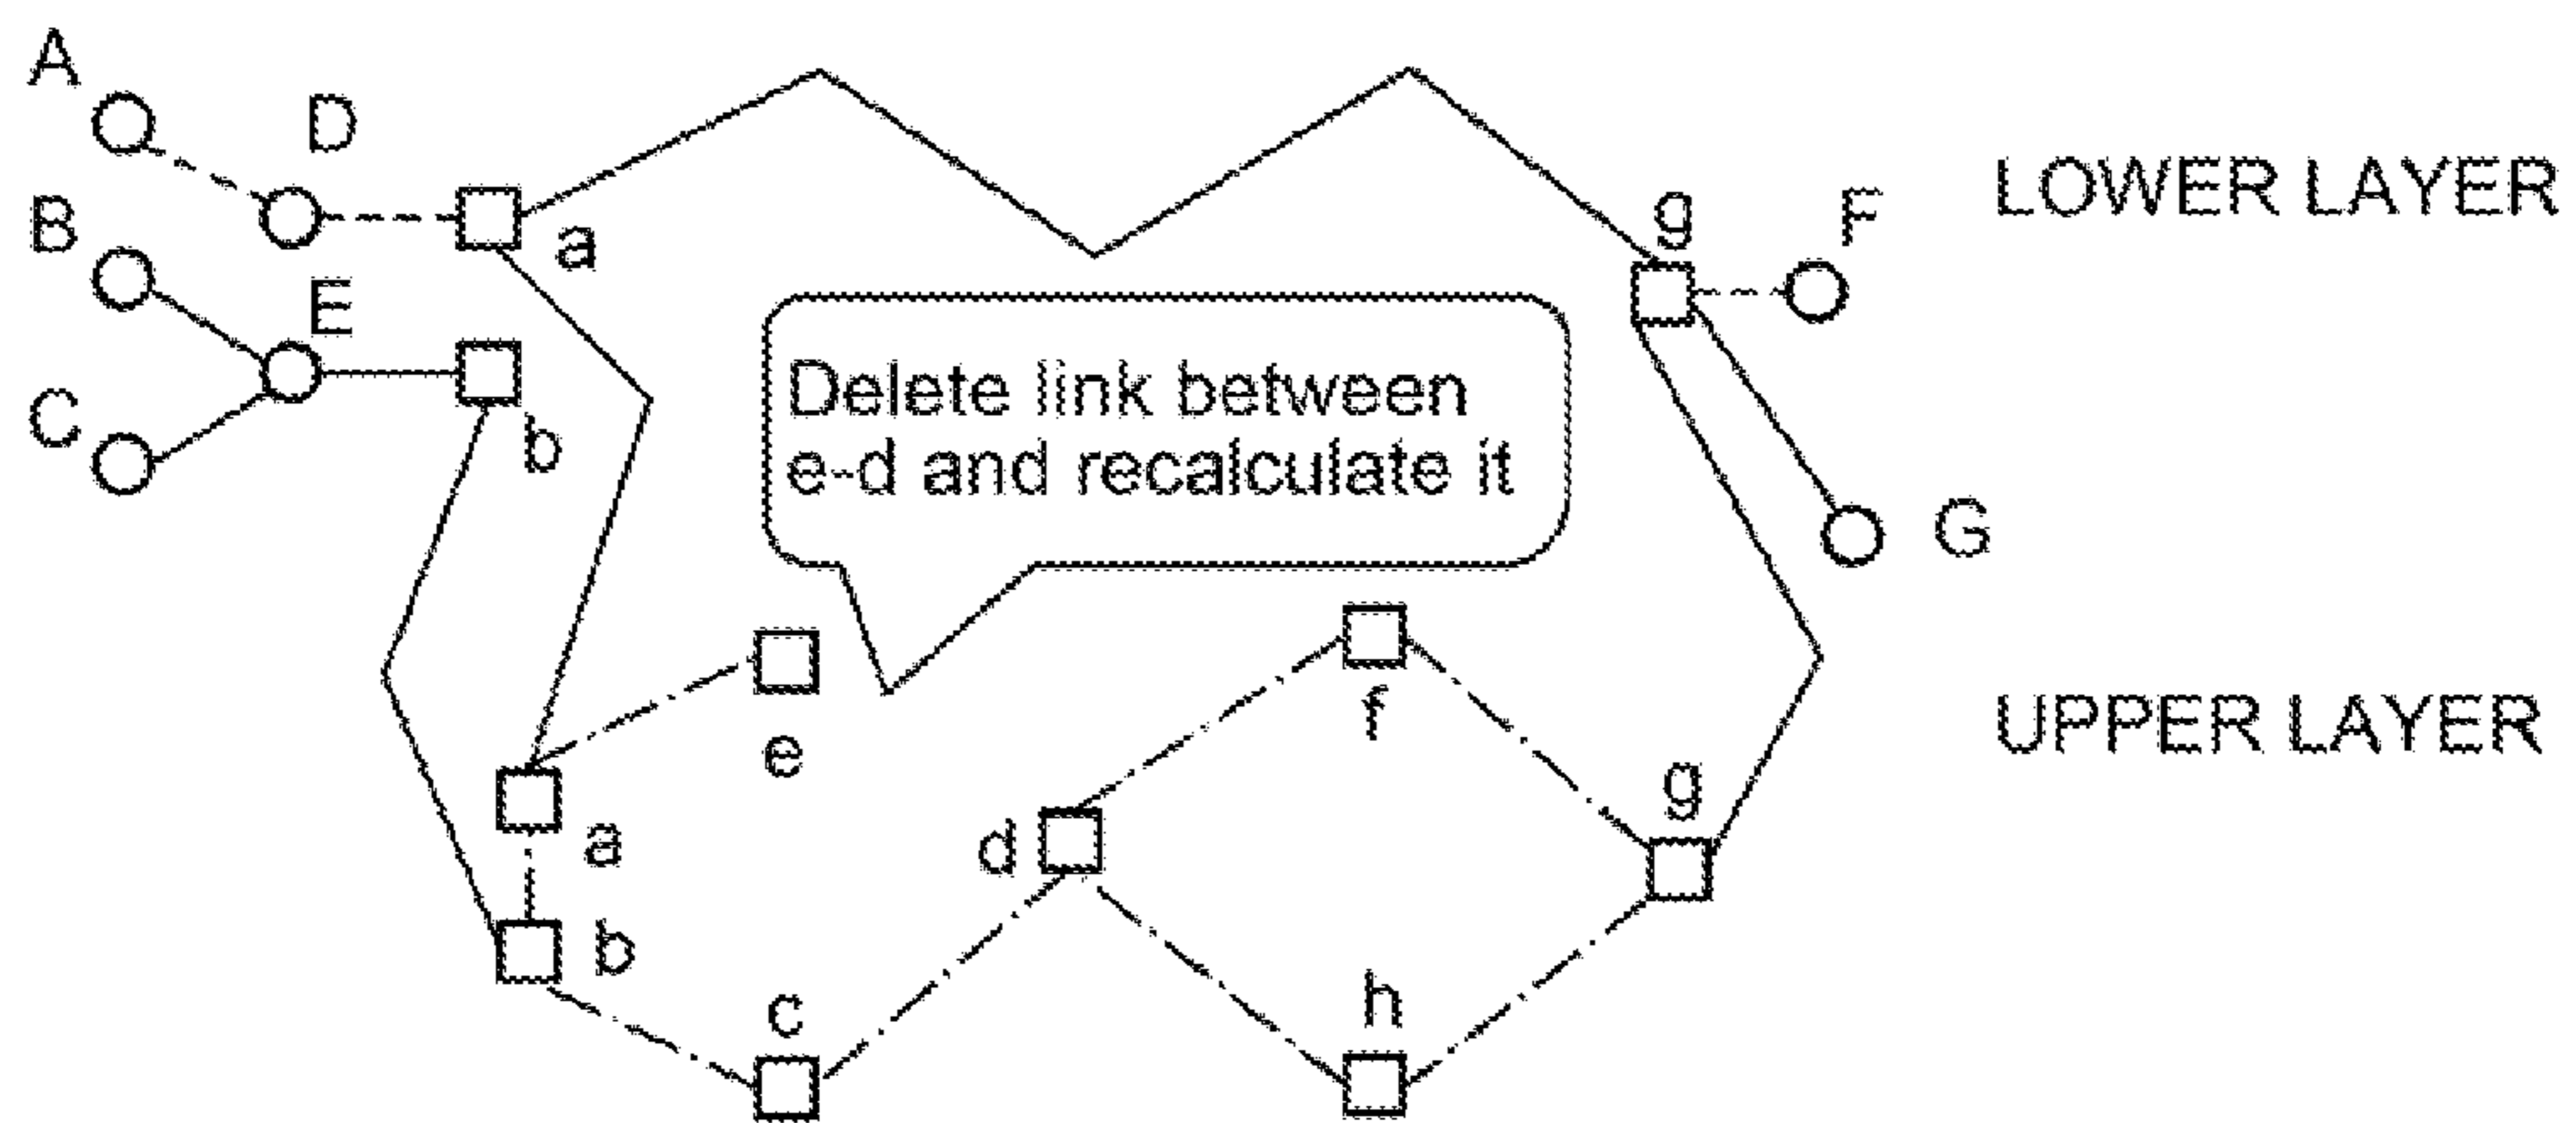 A
D
B
E
C
a
b
g
F
G
LOWER LAYER
Delete link between
e-d and recalculate it
UPPER LAYER
e
f
a
d
g
b
c
h